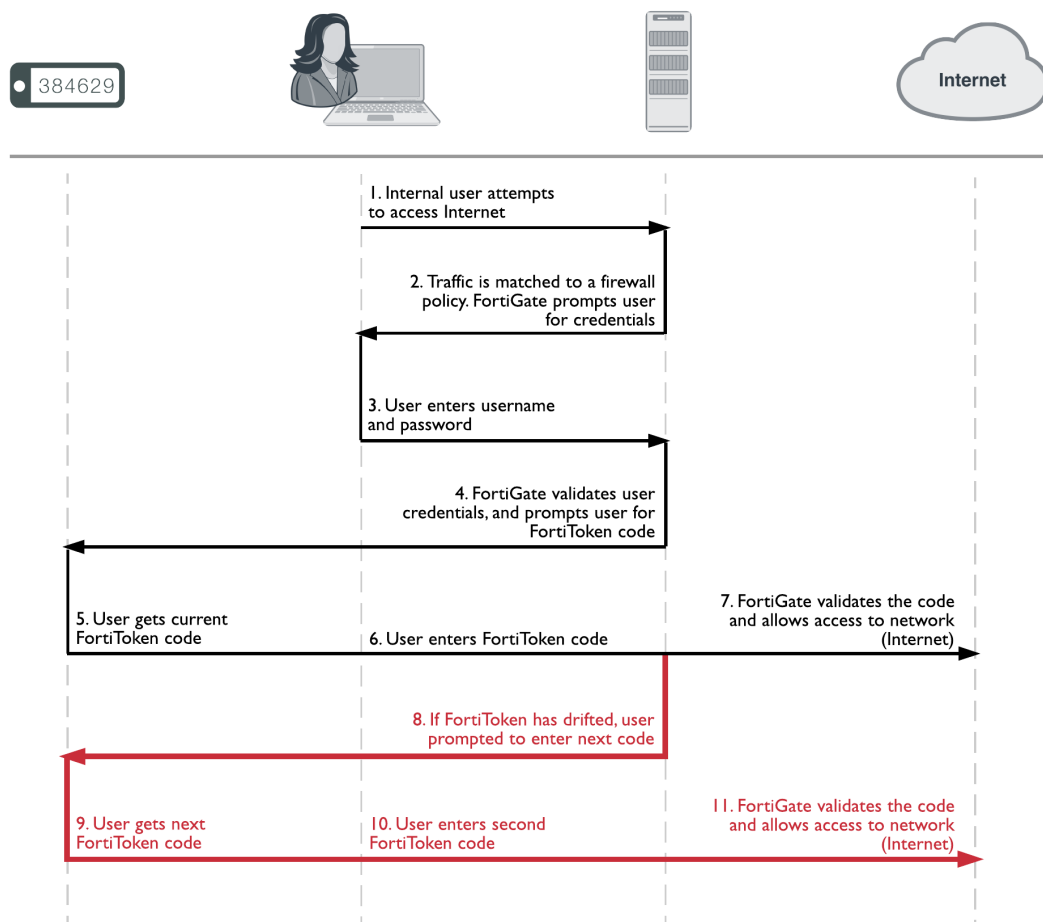 384629
Internet
1. Internal user attempts
to access Internet
2. Traffic is matched to a firewall
policy. FortiGate prompts user
for credentials
3. User enters username
and password
4. FortiGate validates user
credentials, and prompts user for
FortiToken code
5. User gets current
FortiToken code
6. User enters FortiToken code
7. FortiGate validates the code
and allows access to network
(Internet)
8. If FortiToken has drifted, user
prompted to enter next code
9. User gets next
FortiToken code
10. User enters second
FortiToken code
11. FortiGate validates the code
and allows access to network
(Internet)